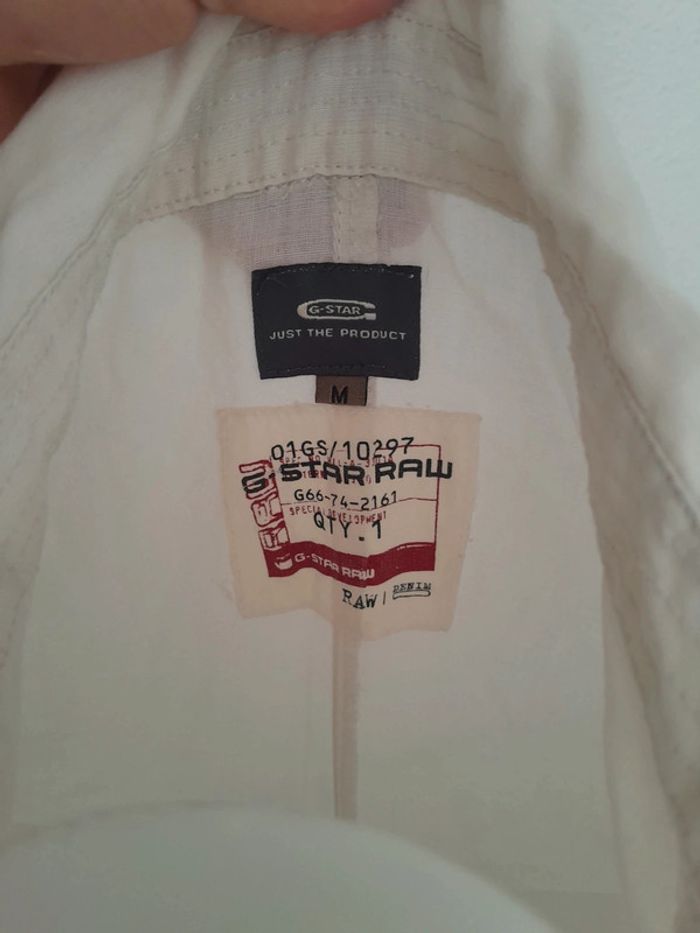 G-STAR
JUST THE PRODUCT
M
01GS/10297
G-STAR RAW
G66-74-2161
SPECIAL DEVELOPMENT
QTY.1
G-STAR RAW
RAW | DENIM